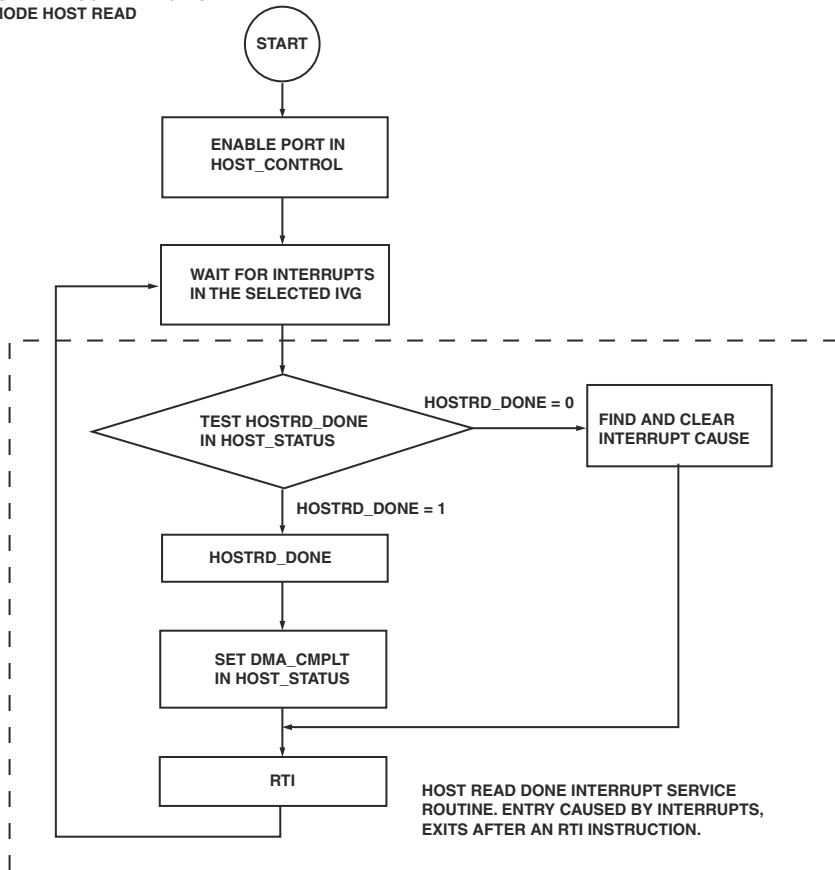 MODE HOST READ
START
ENABLE PORT IN
HOST_CONTROL
WAIT FOR INTERRUPTS
IN THE SELECTED IVG
HOSTRD_DONE = 0
TEST HOSTRD_DONE
IN HOST_STATUS
FIND AND CLEAR
INTERRUPT CAUSE
HOSTRD_DONE = 1
HOSTRD_DONE
SET DMA_CMPLT
IN HOST_STATUS
RTI
HOST READ DONE INTERRUPT SERVICE
ROUTINE. ENTRY CAUSED BY INTERRUPTS,
EXITS AFTER AN RTI INSTRUCTION.